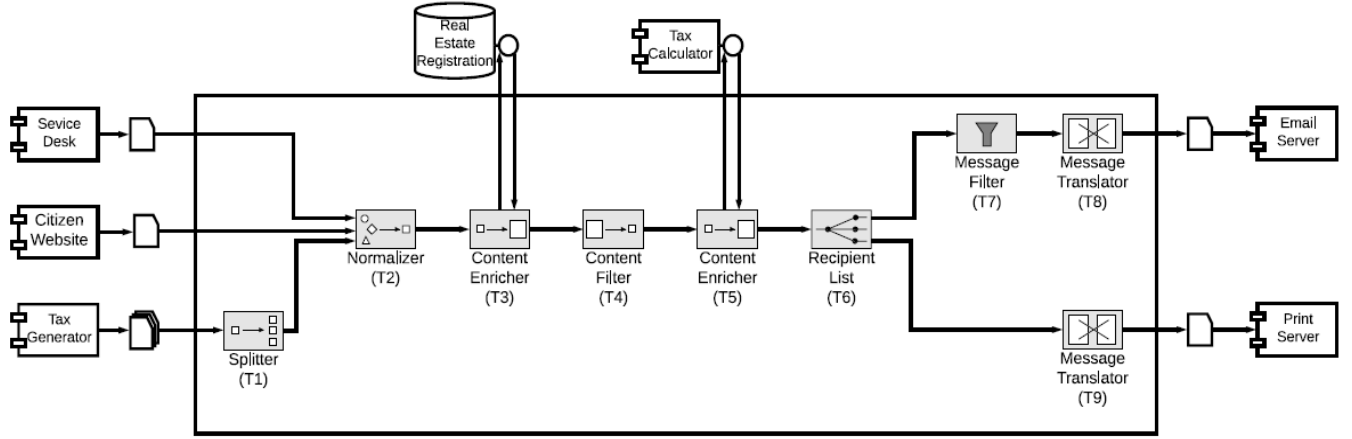 Real
Estate
Registration
Tax
Calculator
Sevice
Desk
Email
Server
Message
Filter
(T7)
Message
Translator
(T8)
Citizen
Website
Normalizer
(T2)
Content
Enricher
(T3)
Content
Filter
(T4)
Content
Enricher
(T5)
Recipient
List
(T6)
Tax
Generator
Splitter
(T1)
Message
Translator
(T9)
Print
Server